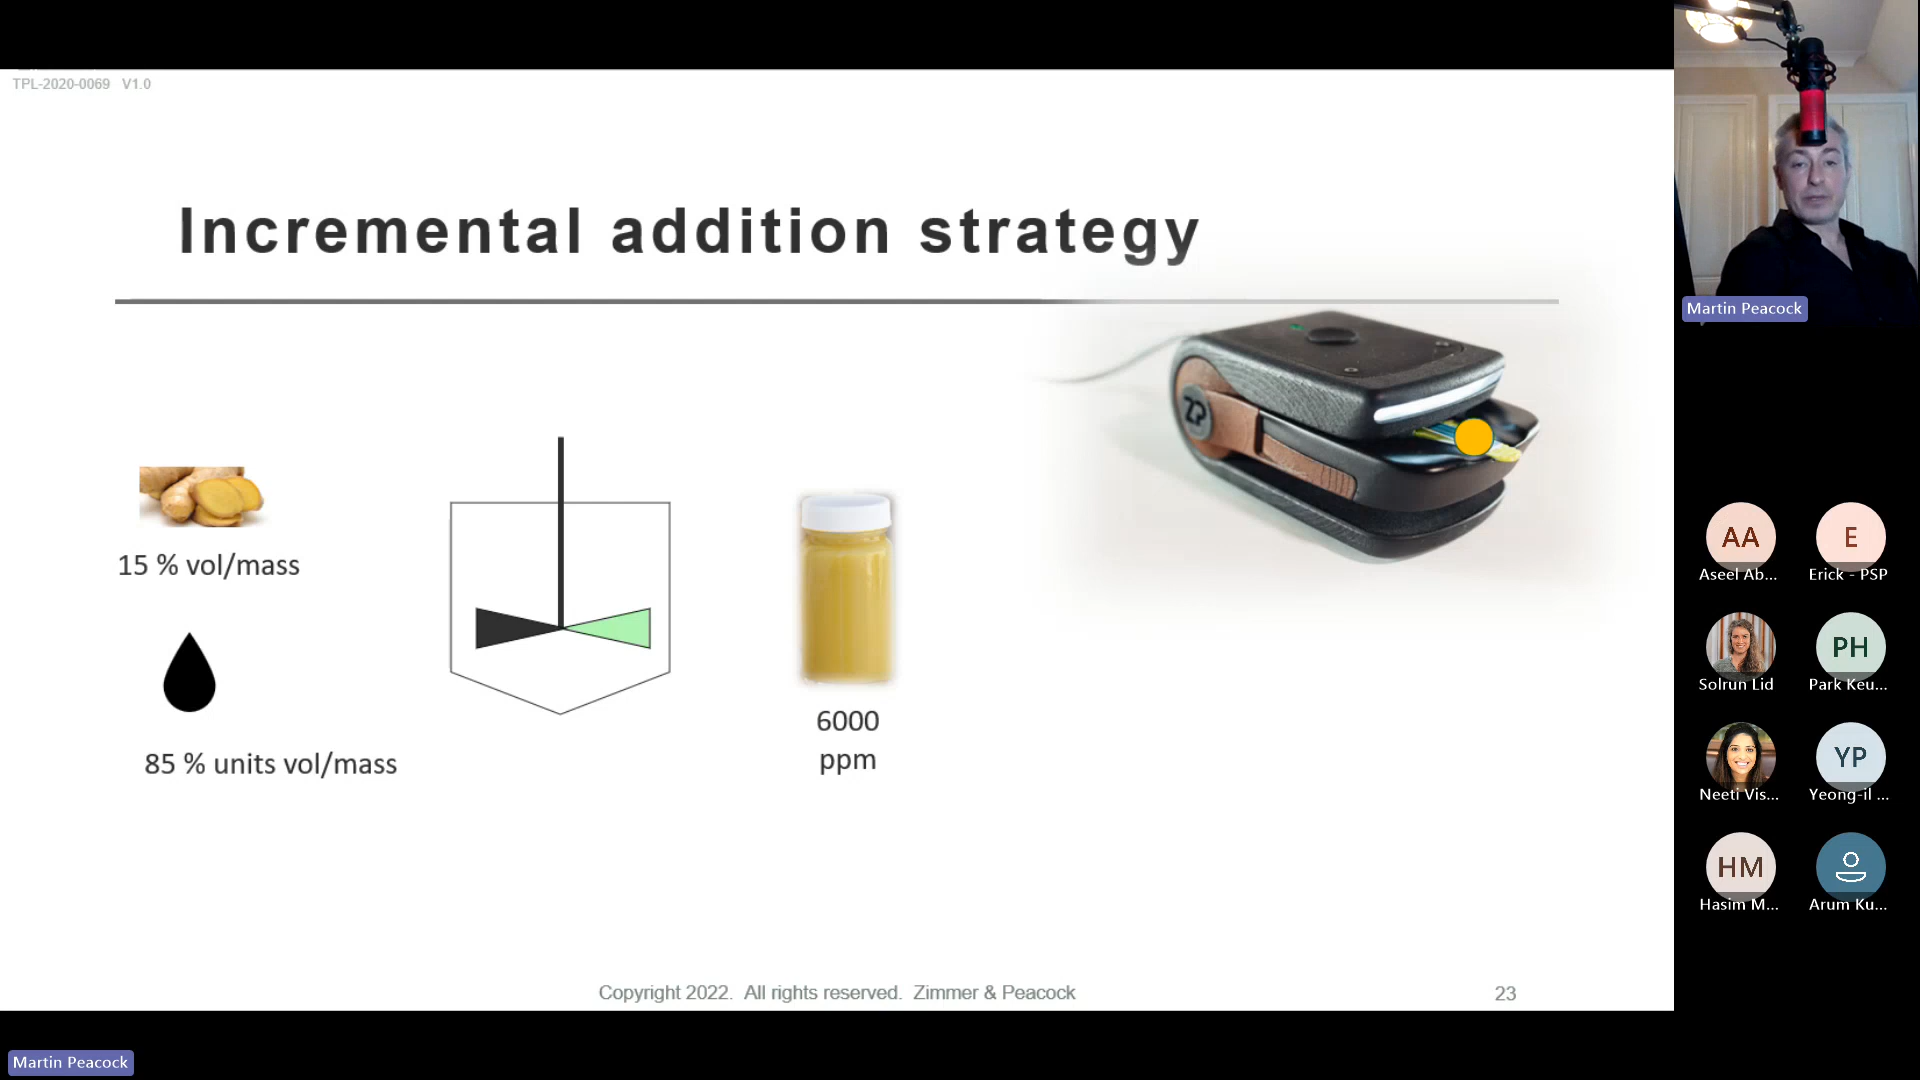 TPL-2020-0069 V1.0
Incremental addition strategy
ZP
15 % vol/mass
85 % units vol/mass
6000
ppm
Copyright 2022. All rights reserved. Zimmer & Peacock
23
Martin Peacock
Martin Peacock
AA
Aseel Ab...
E
Erick - PSP
Solrun Lid
PH
Park Keu...
Neeti Vis...
YP
Yeong-il ...
HM
Hasim M...
Arum Ku...